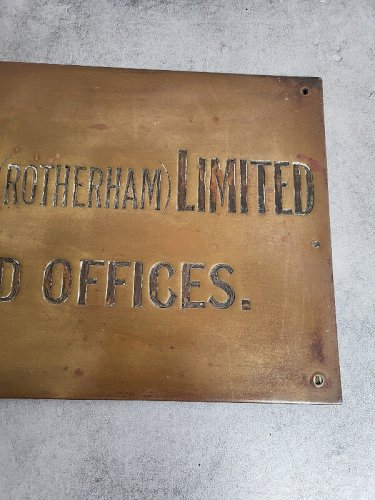 (ROTHERHAM) LIMITED
D OFFICES.